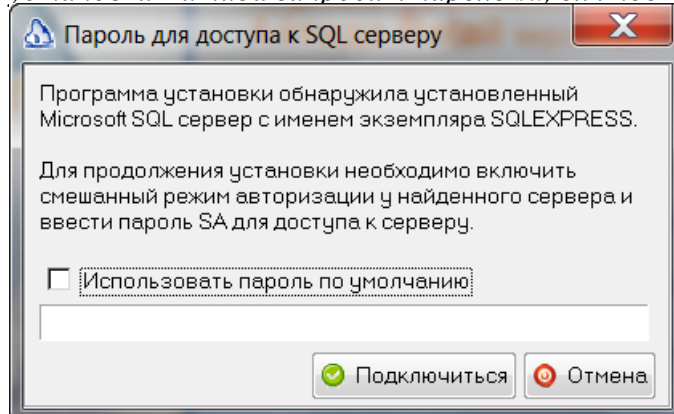 Пароль для доступа к SQL серверу
Программа установки обнаружила установленный
Microsoft SQL сервер с именем экземпляра SQLEXPRESS.
Для продолжения установки необходимо включить
смешанный режим авторизации у найденного сервера и
ввести пароль SA для доступа к серверу.
Использовать пароль по умолчанию
Подключиться
Отмена